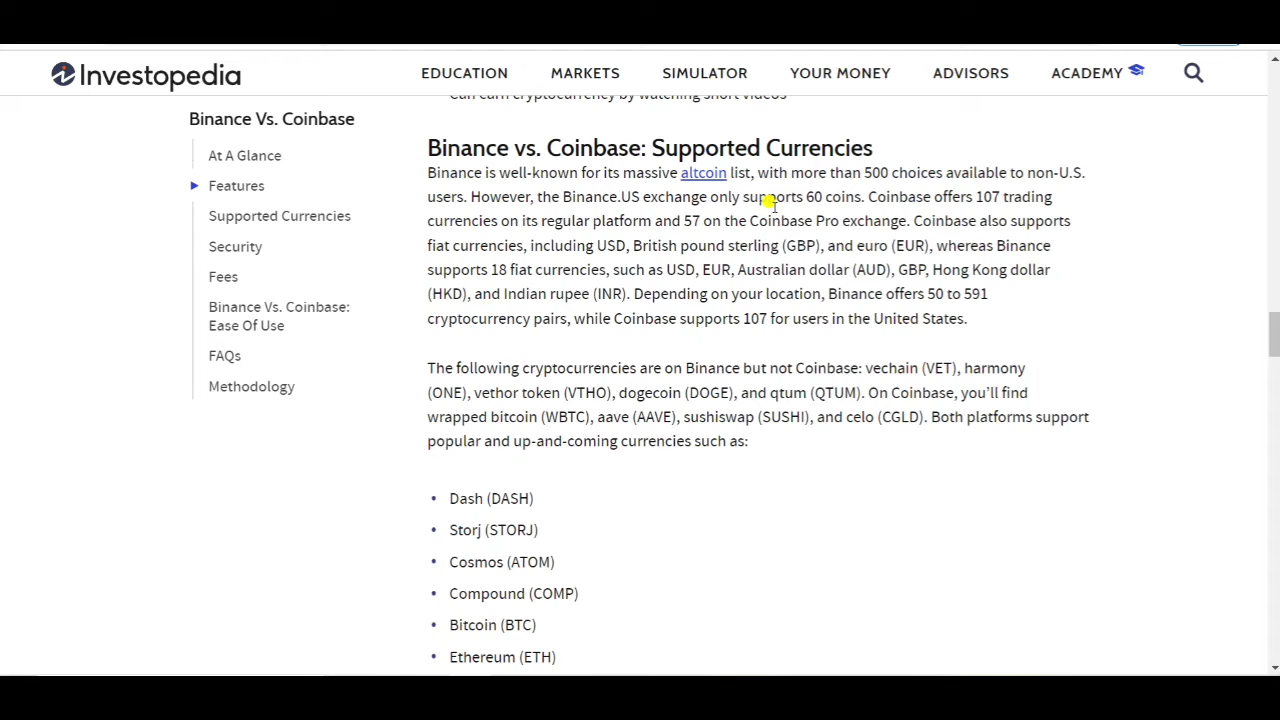 Investopedia
EDUCATION
MARKETS
SIMULATOR
YOUR MONEY
ADVISORS
ACADEMY
Can earn cryptocurrency by watching short videos
Binance Vs. Coinbase
At A Glance
Features
Supported Currencies
Security
Fees
Binance Vs. Coinbase:
Ease Of Use
FAQs
Methodology
Binance vs. Coinbase: Supported Currencies
Binance is well-known for its massive altcoin list, with more than 500 choices available to non-U.S.
users. However, the Binance.US exchange only supports 60 coins. Coinbase offers 107 trading
currencies on its regular platform and 57 on the Coinbase Pro exchange. Coinbase also supports
fiat currencies, including USD, British pound sterling (GBP), and euro (EUR), whereas Binance
supports 18 fiat currencies, such as USD, EUR, Australian dollar (AUD), GBP, Hong Kong dollar
(HKD), and Indian rupee (INR). Depending on your location, Binance offers 50 to 591
cryptocurrency pairs, while Coinbase supports 107 for users in the United States.
The following cryptocurrencies are on Binance but not Coinbase: vechain (VET), harmony
(ONE), vethor token (VTHO), dogecoin (DOGE), and qtum (QTUM). On Coinbase, you’ll find
wrapped bitcoin (WBTC), aave (AAVE), sushiswap (SUSHI), and celo (CGLD). Both platforms support
popular and up-and-coming currencies such as:
• Dash (DASH)
• Storj (STORJ)
• Cosmos (ATOM)
• Compound (COMP)
• Bitcoin (BTC)
• Ethereum (ETH)